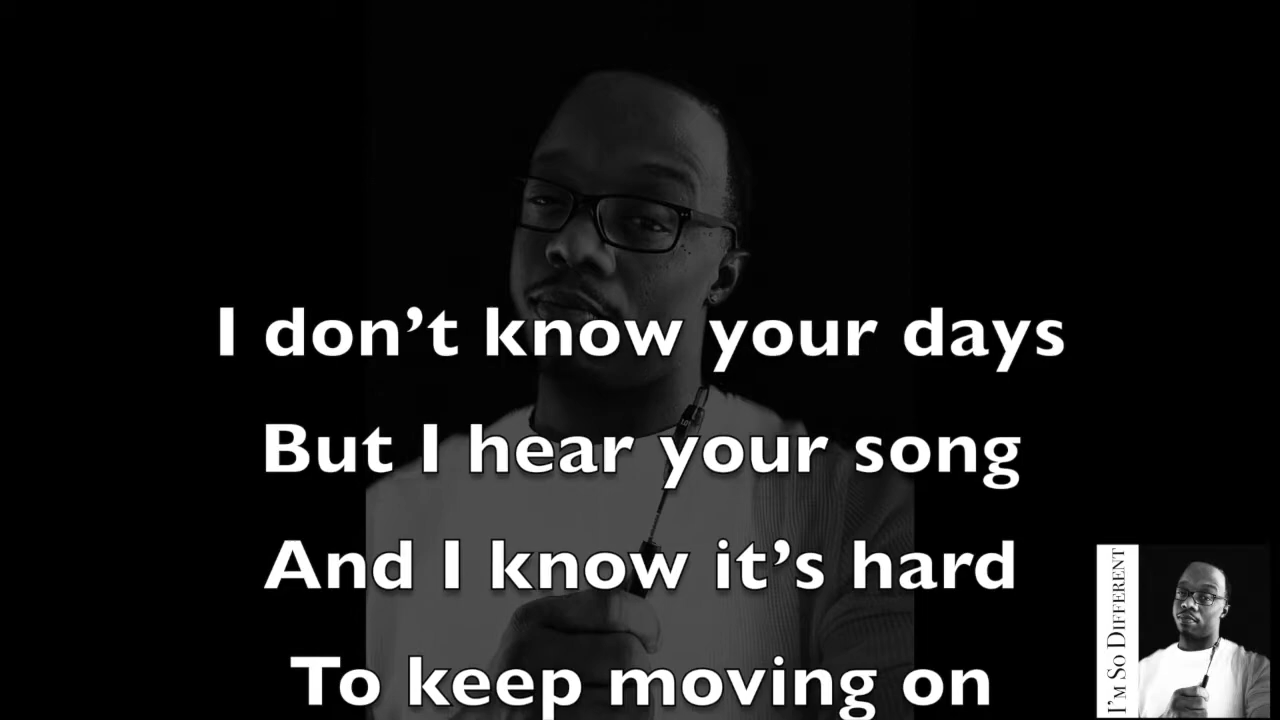 I don’t know your days
But I hear your song
And I know it’s hard
To keep moving on
I'm So Different